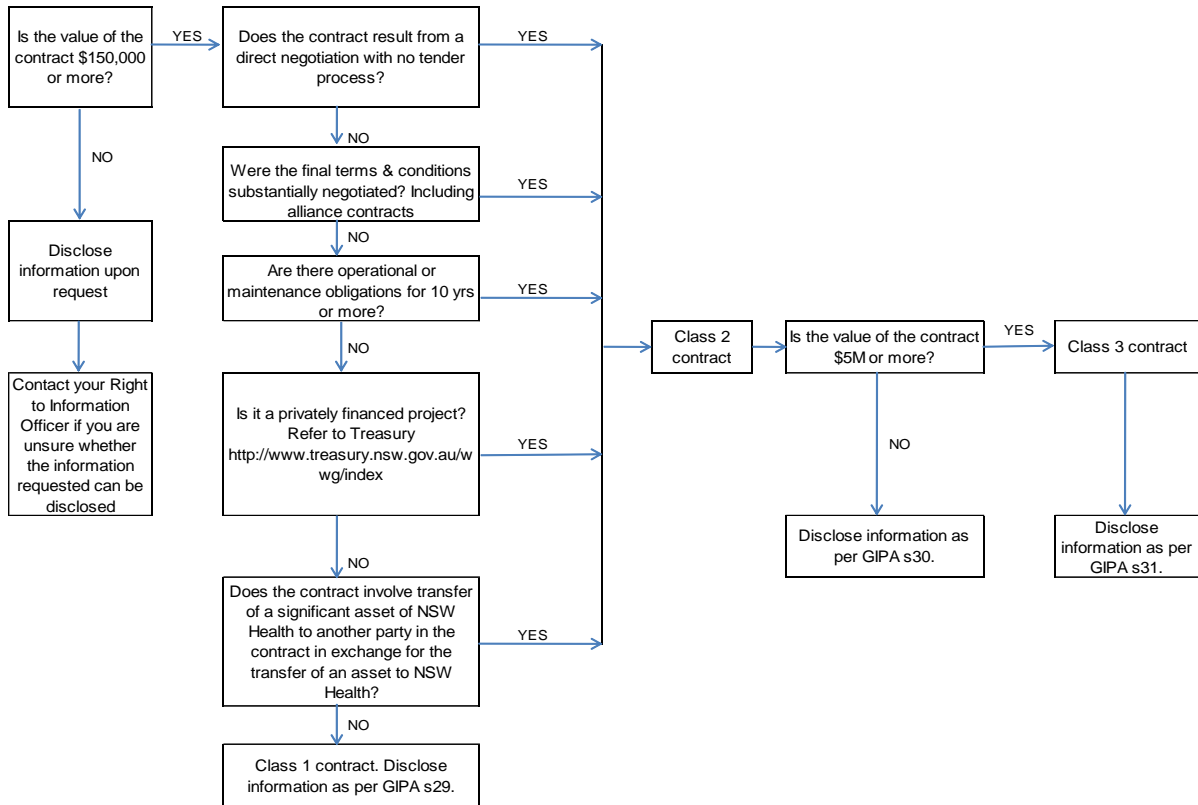 Is the value of the
contract $150,000
or more?
YES
Does the contract result from a
direct negotiation with no tender
process?
YES
NO
NO
Were the final terms & conditions
substantially negotiated? Including
alliance contracts
YES
NO
Disclose
information upon
request
Are there operational or
maintenance obligations for 10 yrs
or more?
YES
NO
Contact your Right
to Information
Officer if you are
unsure whether
the information
requested can be
disclosed
Is it a privately financed project?
Refer to Treasury
http://www.treasury.nsw.gov.au/w
wg/index
YES
NO
Does the contract involve transfer
of a significant asset of NSW
Health to another party in the
contract in exchange for the
transfer of an asset to NSW
Health?
YES
NO
Class 1 contract. Disclose
information as per GIPA s29.
Class 2
contract
Is the value of the contract
$5M or more?
YES
Class 3 contract
NO
Disclose information as
per GIPA s30.
Disclose
information as per
GIPA s31.